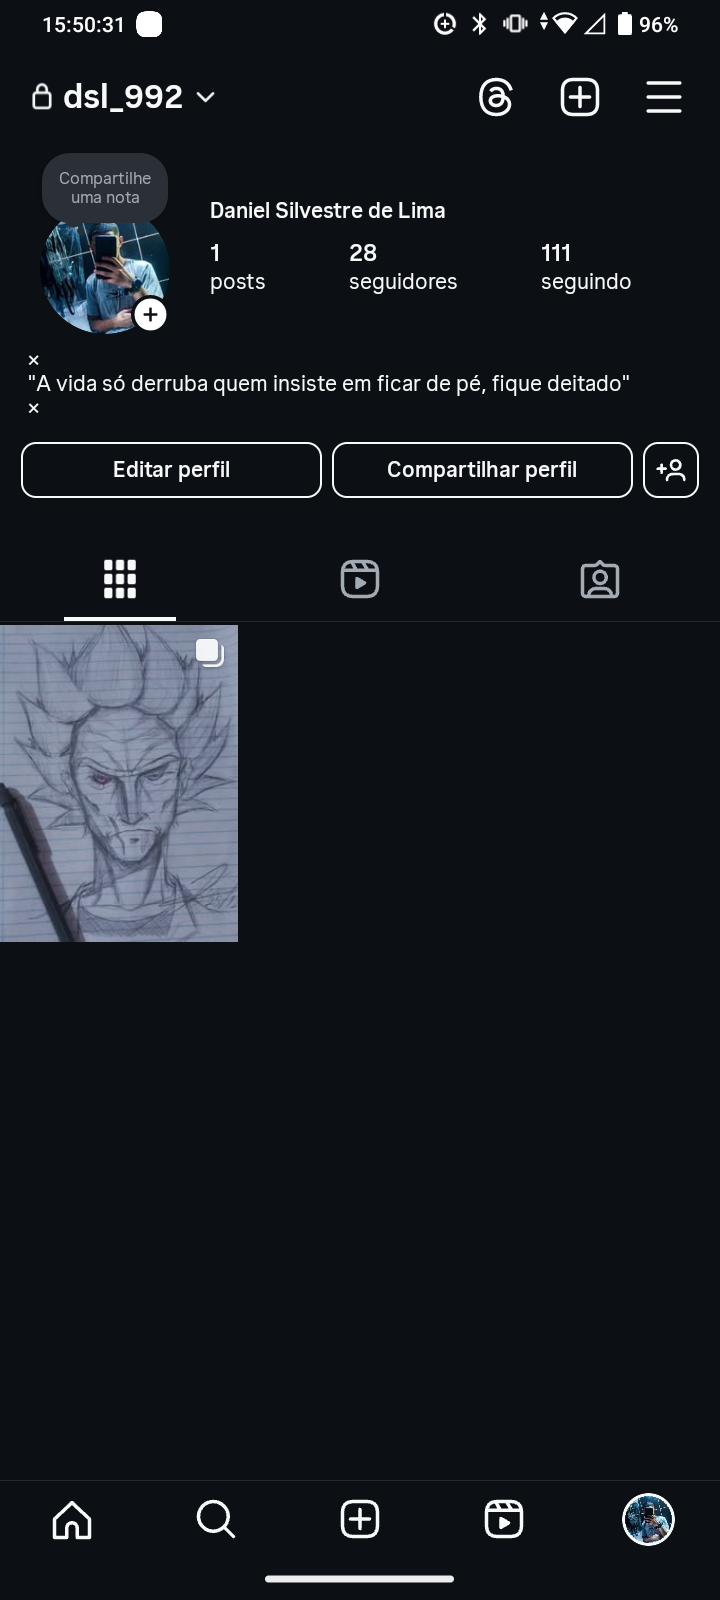 15:50:31
96%
dsl_992
Compartilhe
uma nota
Daniel Silvestre de Lima
1
28
111
posts
seguidores
seguindo
×
"A vida só derruba quem insiste em ficar de pé, fique deitado"
×
Editar perfil
Compartilhar perfil